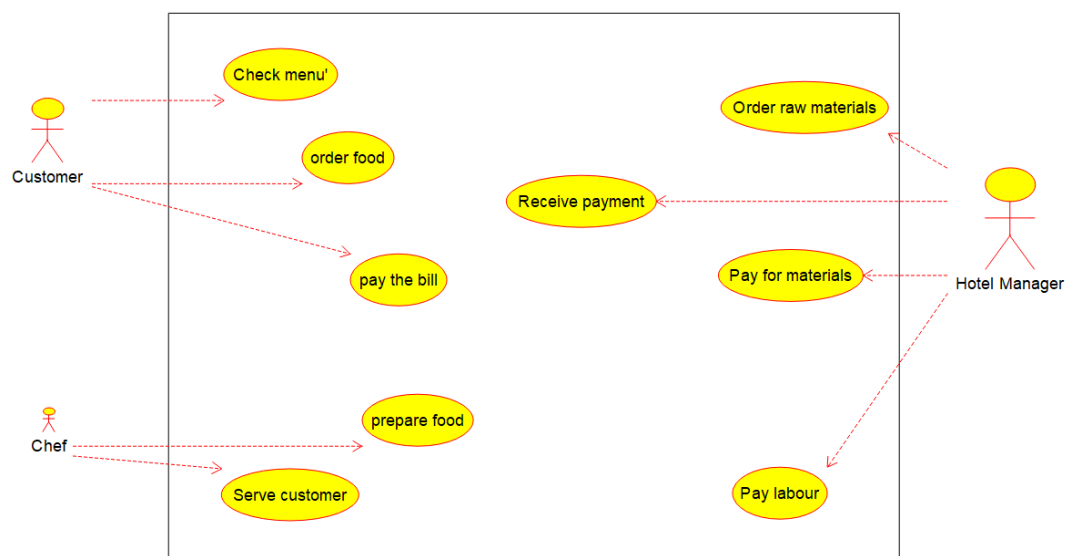 Check menu'
Order raw materials
order food
Customer
Receive payment
pay the bill
Pay for materials
Hotel Manager
prepare food
Chef
Serve customer
Pay labour